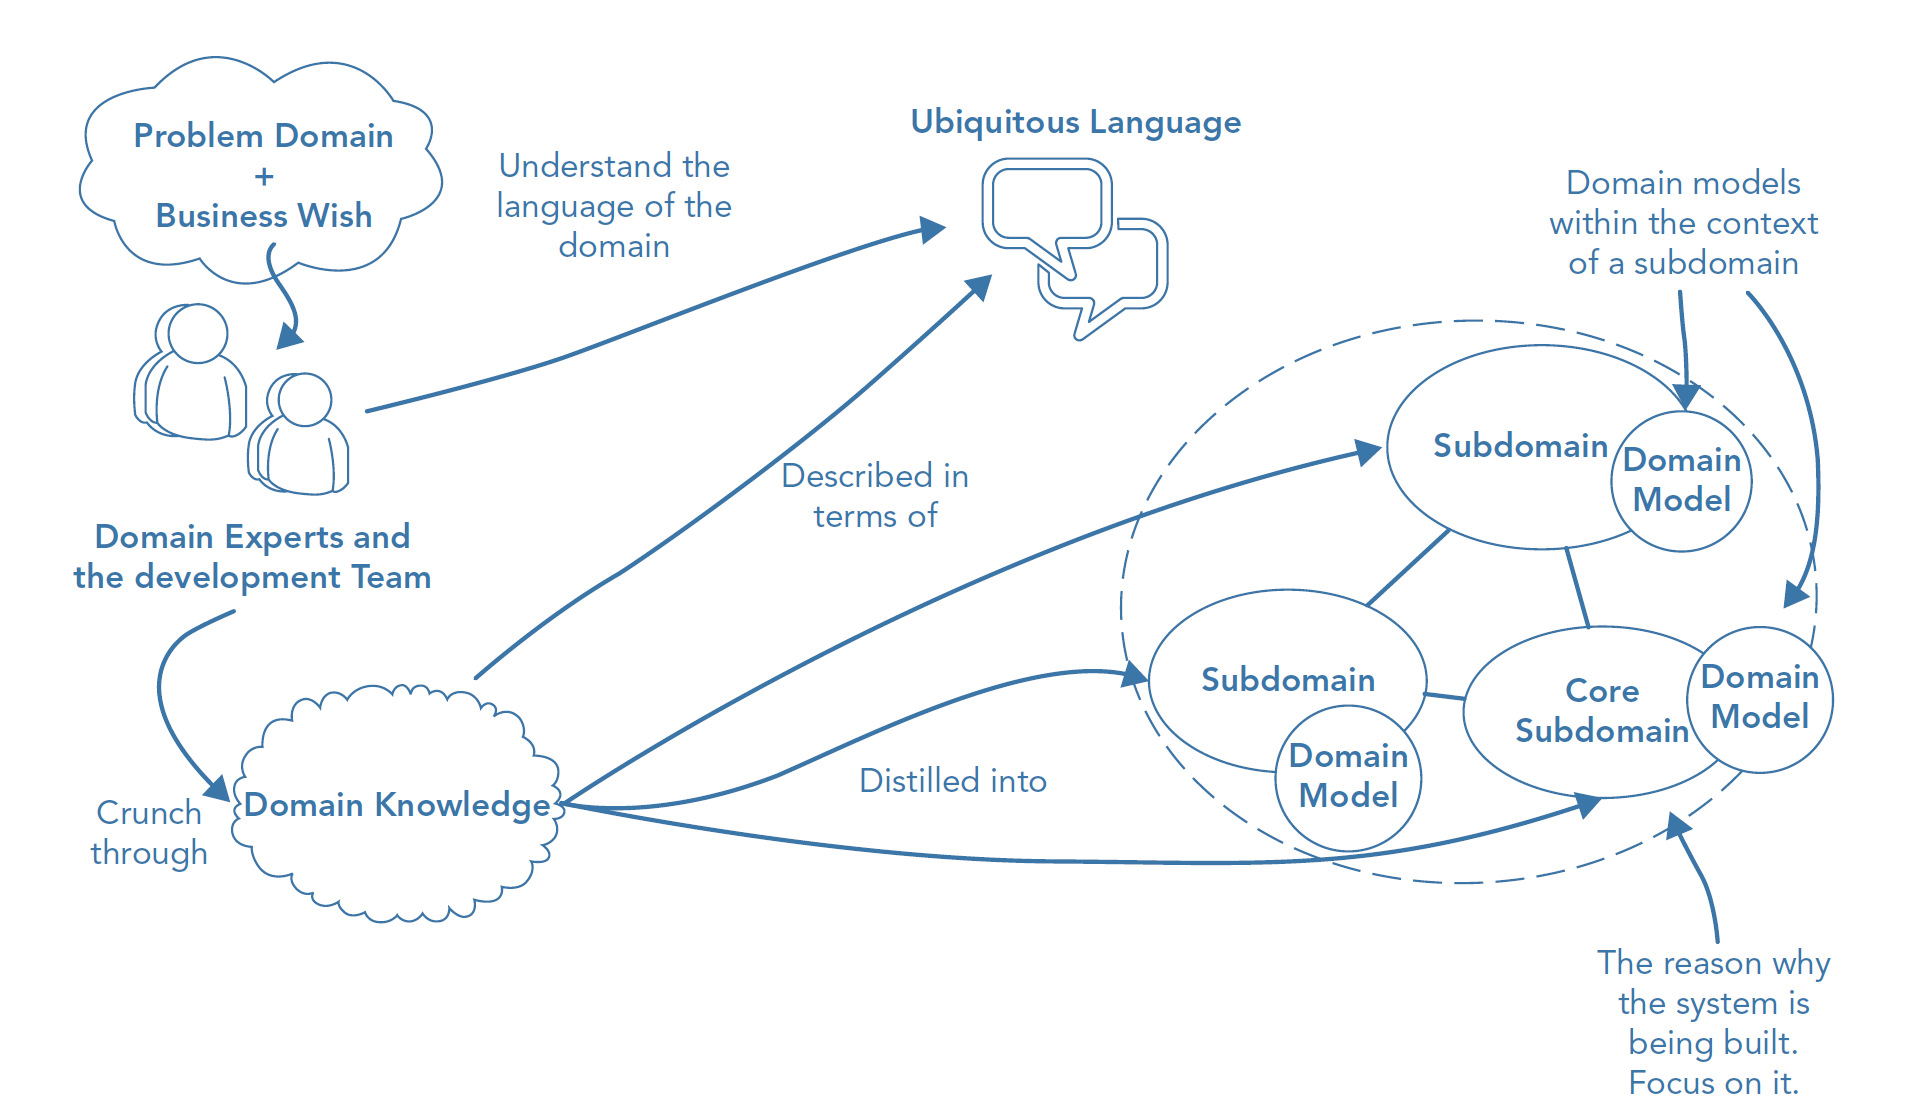 Problem Domain
+
Business Wish
Understand the
language of the
domain
Ubiquitous Language
Domain models
within the context
of a subdomain
Domain Experts and
the development Team
Described in
terms of
Subdomain
Domain
Model
Subdomain
Domain
Model
Core
Subdomain
Domain
Model
Crunch
through
Domain Knowledge
Distilled into
The reason why
the system is
being built.
Focus on it.